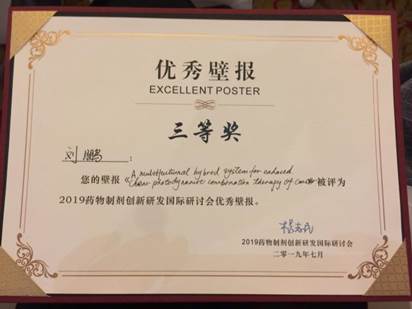 优秀壁报
EXCELLENT POSTER
三等奖
刘鹏：
您的壁报《A multifunctional hybrid system for enhanced
photodynamic combination therapy of cancer 被评为
2019药物制剂创新研发国际研讨会优秀壁报。
2019药物制剂创新研发国际研讨会
二零一九年七月